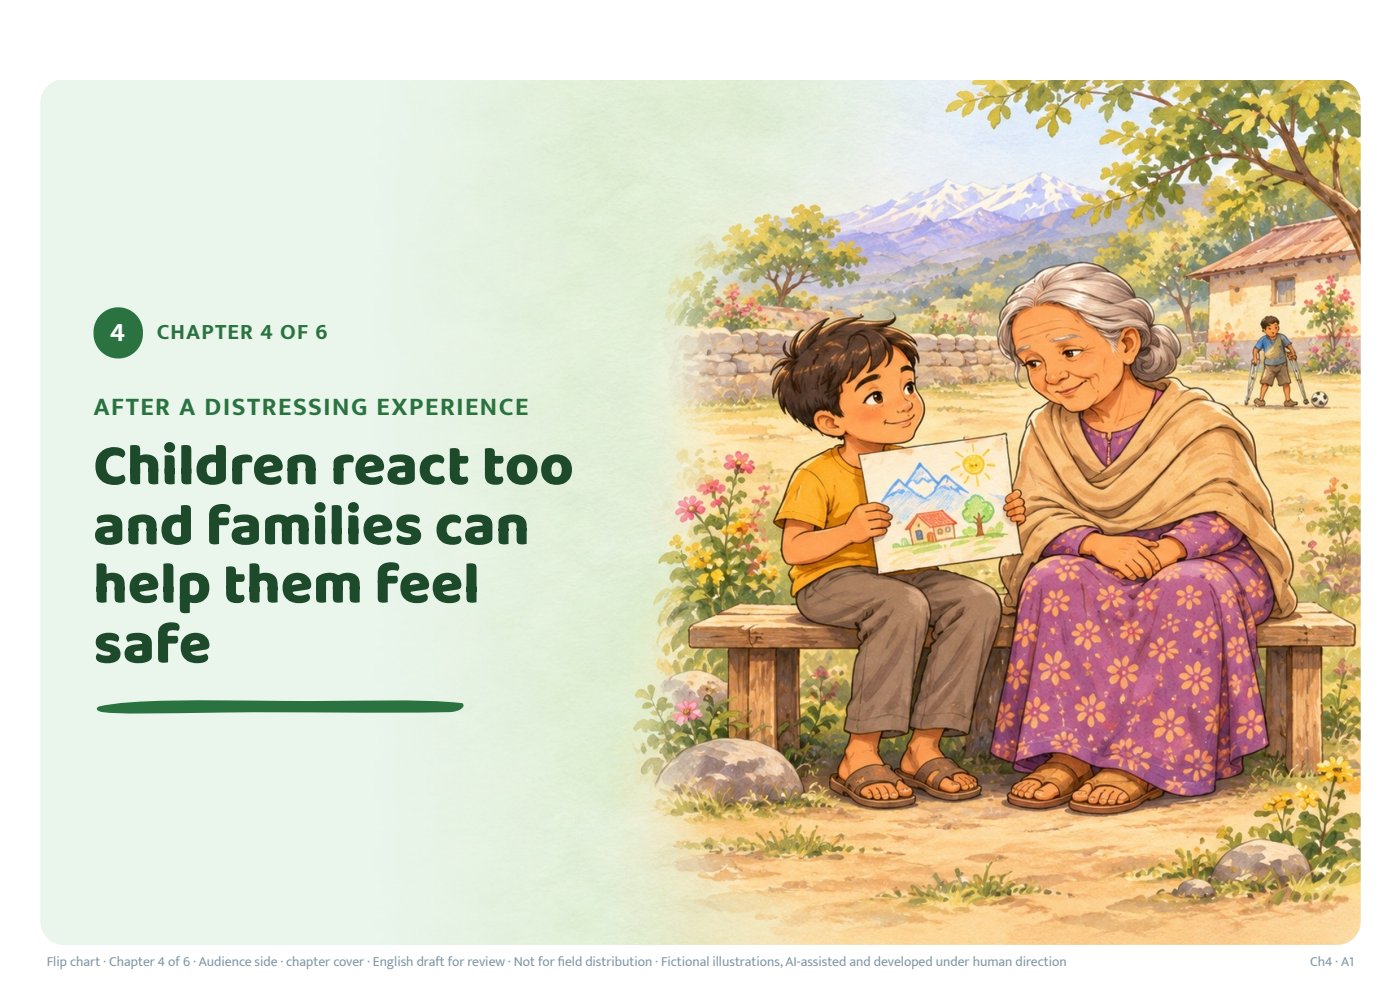 4
CHAPTER 4 OF 6
AFTER A DISTRESSING EXPERIENCE
Children react too
and families can
help them feel
safe
Flip chart · Chapter 4 of 6 · Audience side · chapter cover · English draft for review · Not for field distribution · Fictional illustrations, AI-assisted and developed under human direction
Ch4 · A1